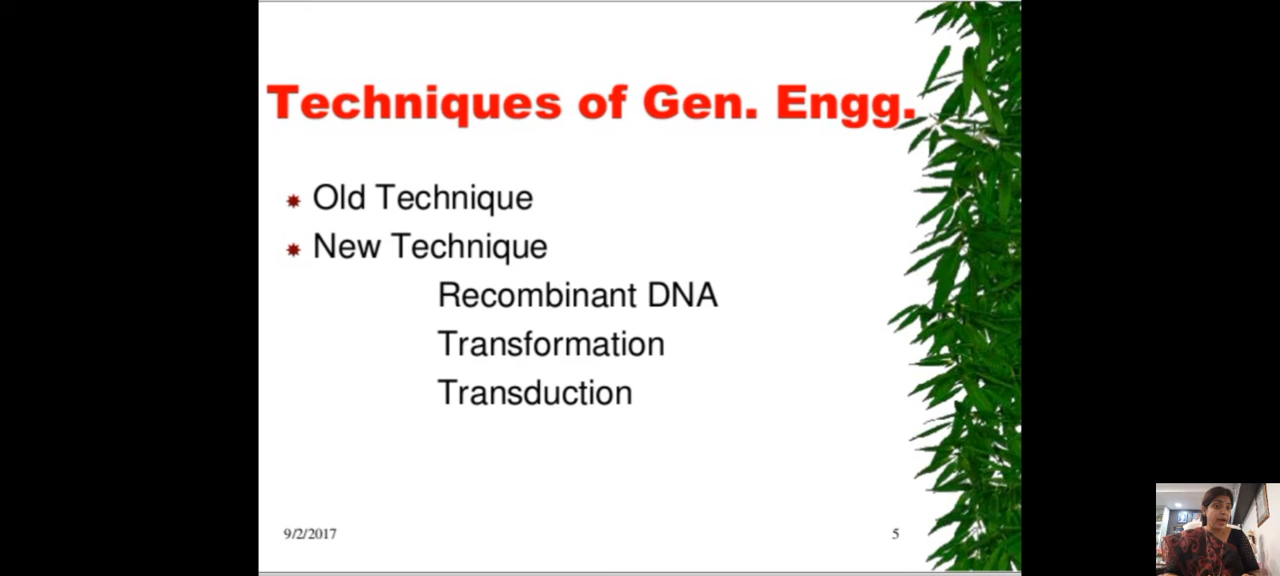 Techniques of Gen. Engg.
Old Technique
New Technique
Recombinant DNA
Transformation
Transduction
9/2/2017
5